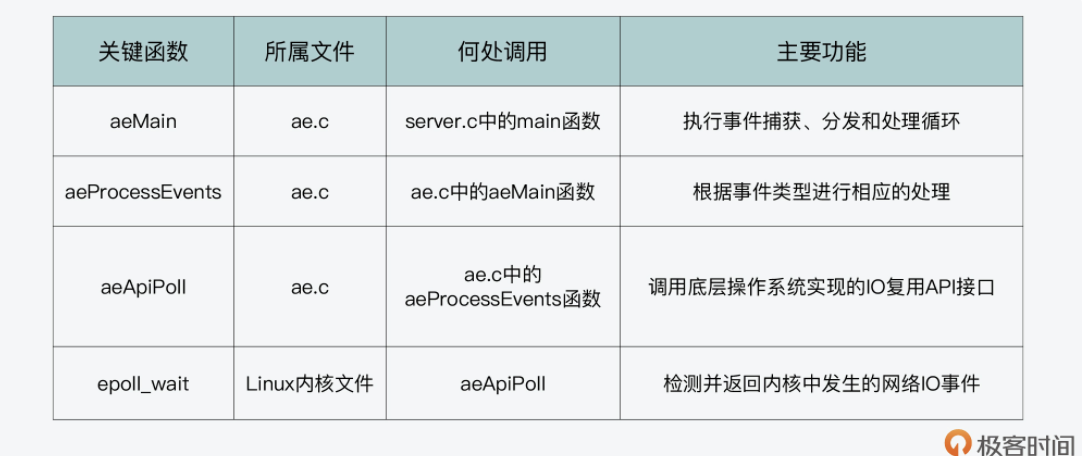 关键函数 所属文件 何处调用 主要功能
aeMain ae.c server.c中的main函数 执行事件捕获、分发和处理循环
aeProcessEvents ae.c ae.c中的aeMain函数 根据事件类型进行相应的处理
aeApiPoll ae.c ae.c中的 调用底层操作系统实现的IO复用API接口
aeProcessEvents函数
epoll_wait Linux内核文件 aeApiPoll 检测并返回内核中发生的网络IO事件
极客时间